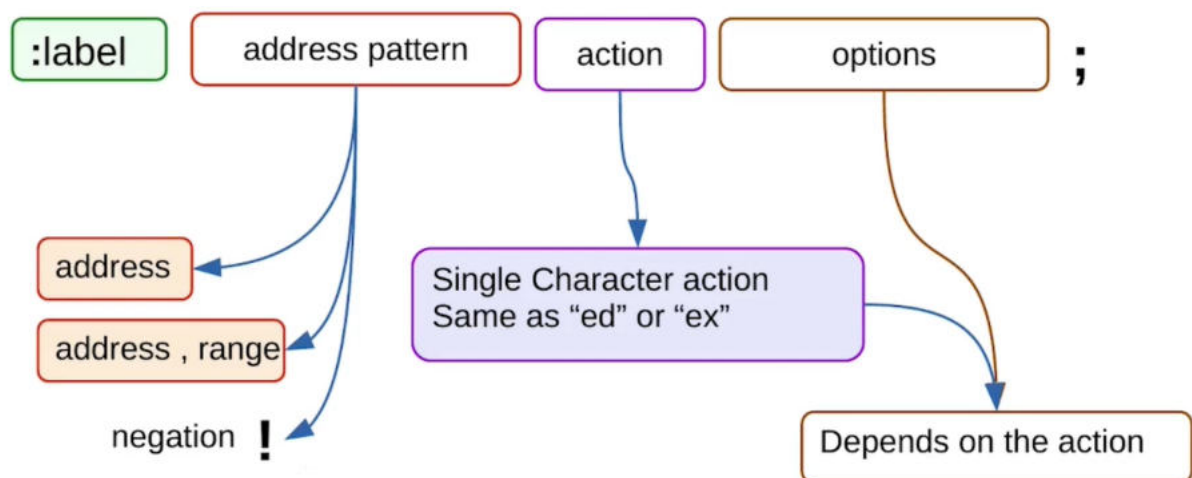 :label
address pattern
action
options
;
address
address , range
negation !
Single Character action
Same as “ed” or “ex”
Depends on the action